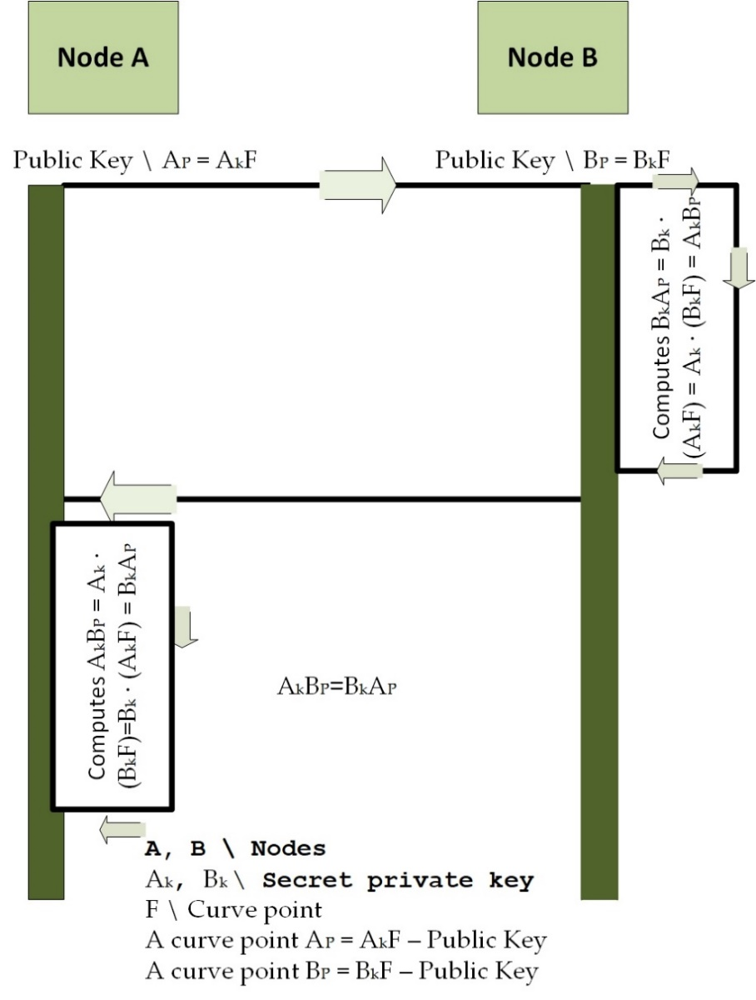 Node A
Node B
Public Key \ AP = AkF
Public Key \ BP = BkF
Computes BkAP = Bk ·
(AkF) = Ak · (BkF) = AkBP
Computes AkBP = Ak ·
(BkF)=Bk · (AkF) = BkAP
AkBP=BkAP
A, B \ Nodes
Ak, Bk \ Secret private key
F \ Curve point
A curve point AP = AkF – Public Key
A curve point BP = BkF – Public Key